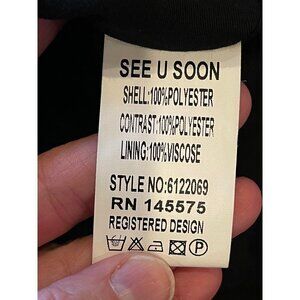 SEE U SOON
SHELL:100%POLYESTER
CONTRAST:100%POLYESTER
LINING:100%VISCOSE
STYLE NO:6122069
RN 145575
REGISTERED DESIGN
P